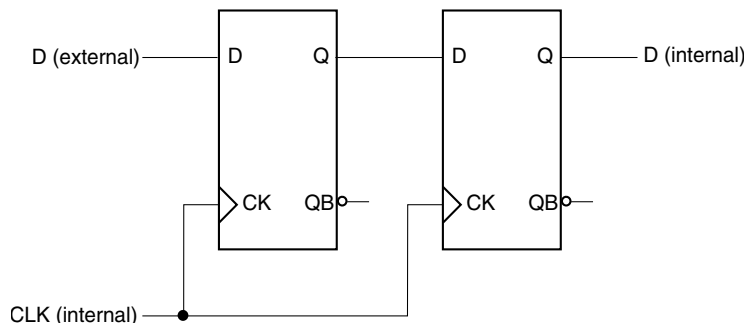 D (external)
D
Q
D
Q
D (internal)
CK
QB
CK
QB
CLK (internal)